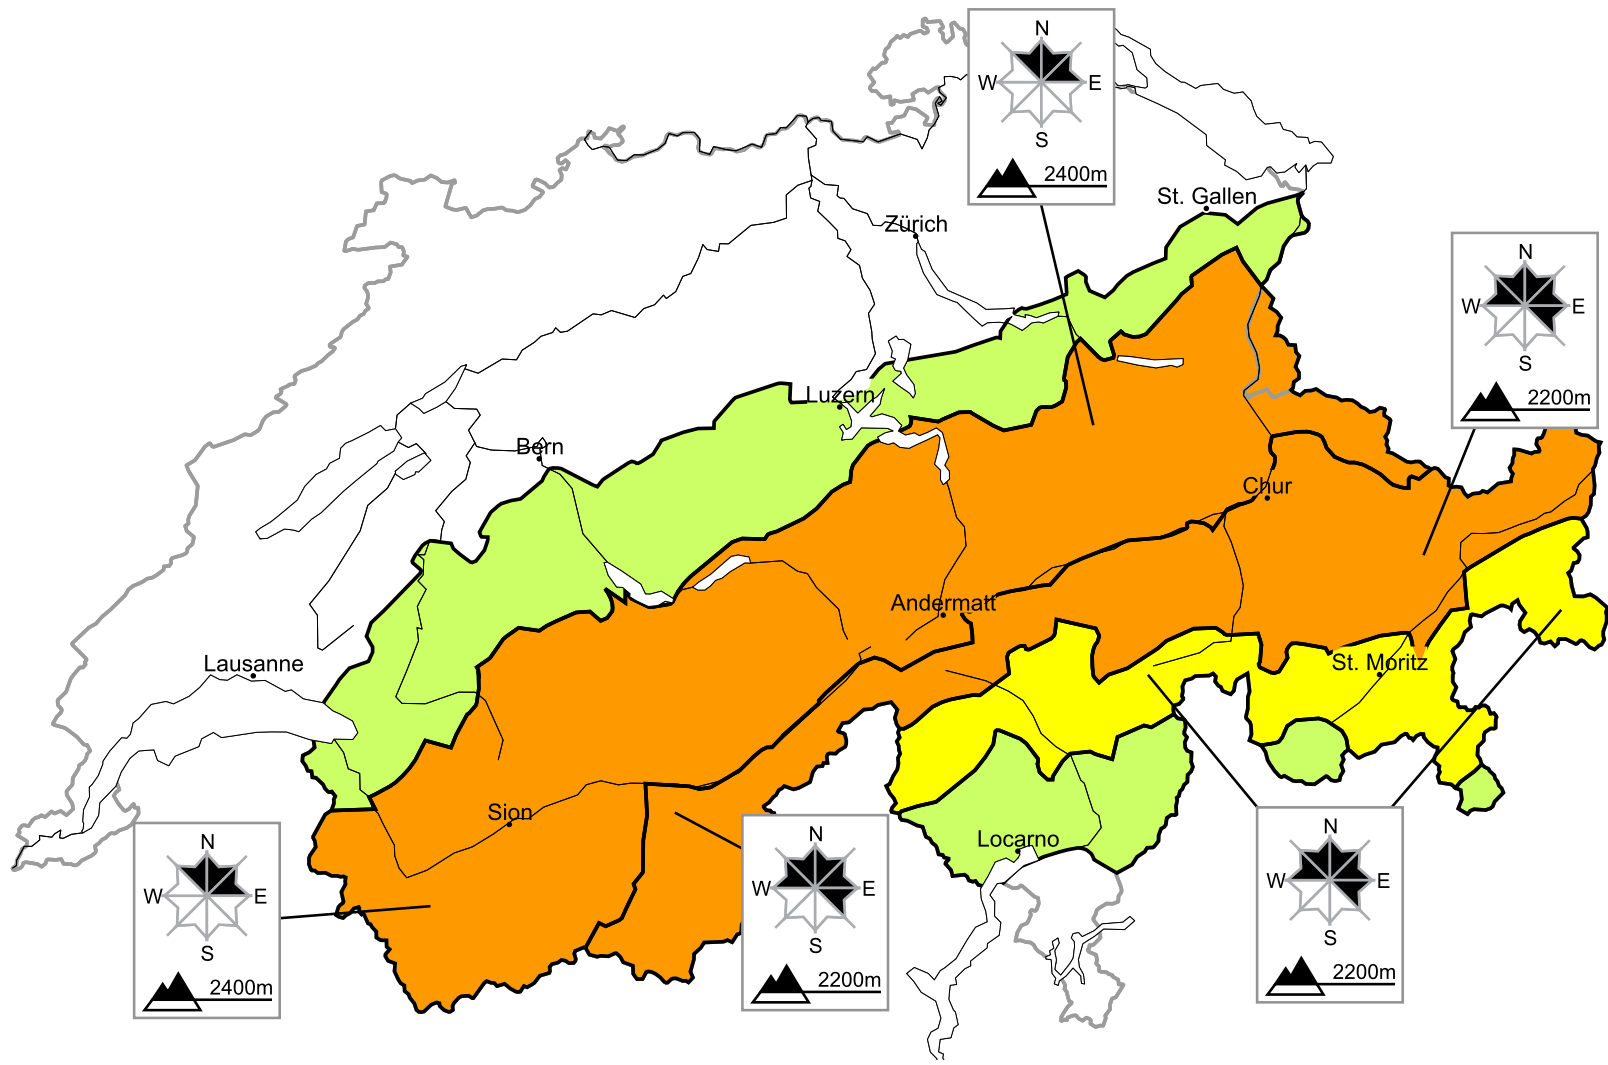 N
W E
S
2400m
St. Gallen
Zürich
N
W E
S
2200m
Luzern
Bern
Chur
Andermatt
Lausanne
St. Moritz
Sion
Locarno
N
W E
S
2400m
N
W E
S
2200m
N
W E
S
2200m